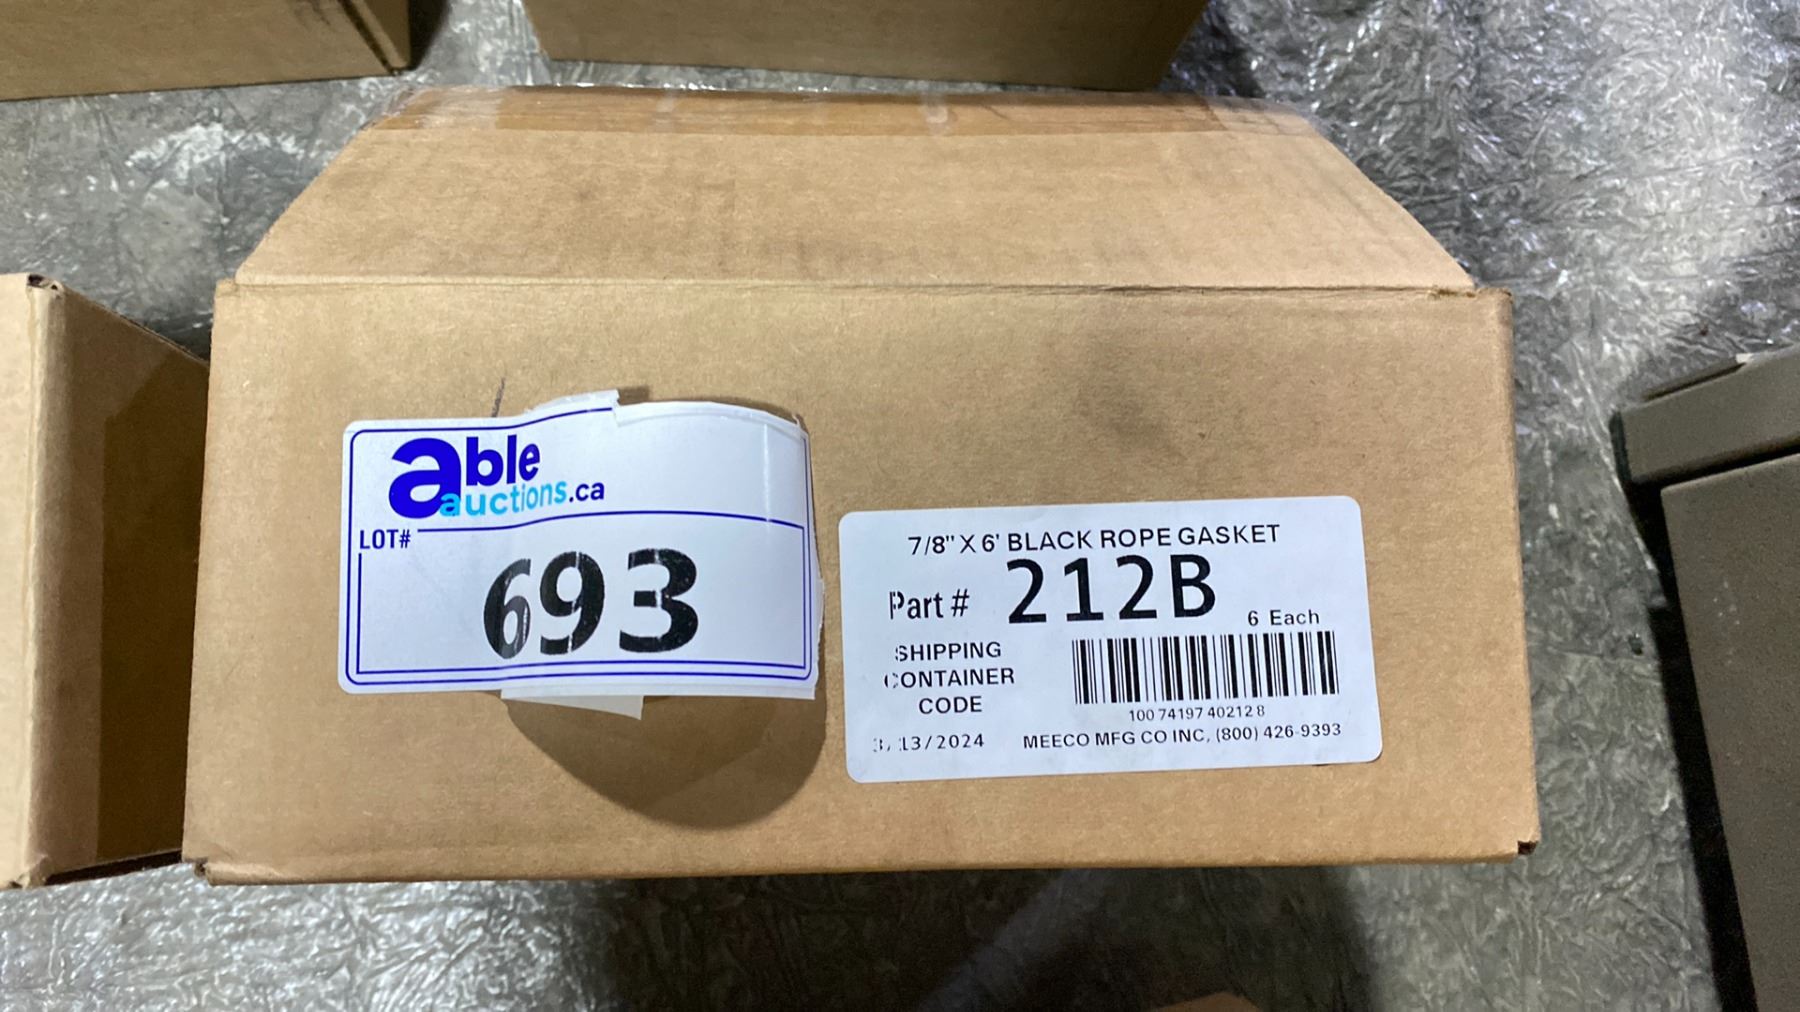 able
auctions.ca
LOT#
693
7/8" X 6' BLACK ROPE GASKET
Part # 212B
6 Each
SHIPPING
CONTAINER
CODE
100 74197 40212 8
3/13/2024 MEECO MFG CO INC, (800) 426-9393